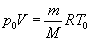 p₀V = m/M RT₀